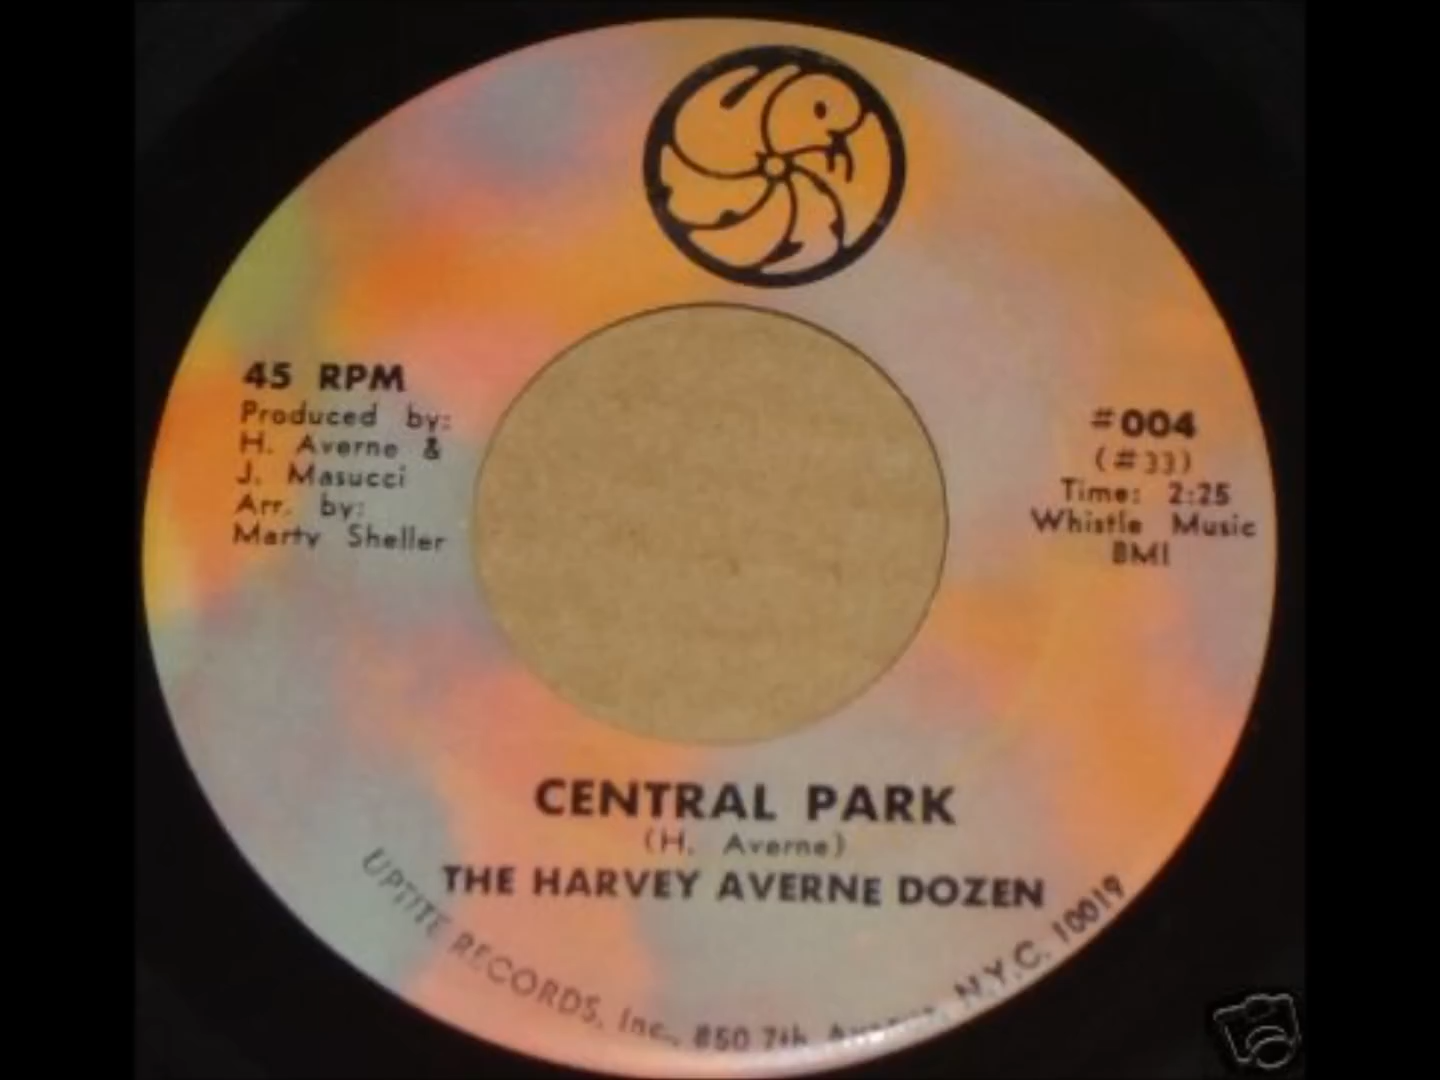 45 RPM
Produced by:
H. Averne &
J. Masucci
Arr. by:
Marty Sheller
#004
(#33)
Time: 2:25
Whistle Music
BMI
CENTRAL PARK
(H. Averne)
THE HARVEY AVERNE DOZEN
UPTITE RECORDS, Inc., 850 7th Avenue, N.Y.C. 10019